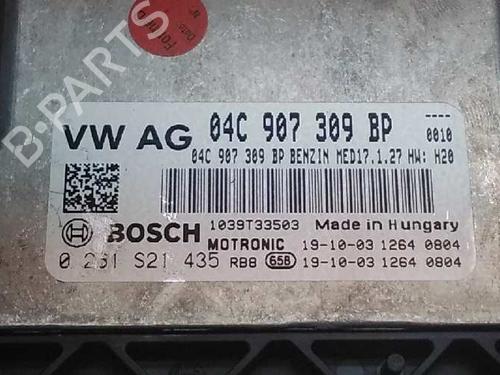 B-PARTS
VW AG 04C 907 309 BP ----
0010
04C 907 309 BP BENZIN MED17.1.27 HW: H20
BOSCH 1039T33503 Made in Hungary
MOTRONIC 19-10-03 1264 0804
0 261 S21 435 RBB 65B 19-10-03 1264 0804